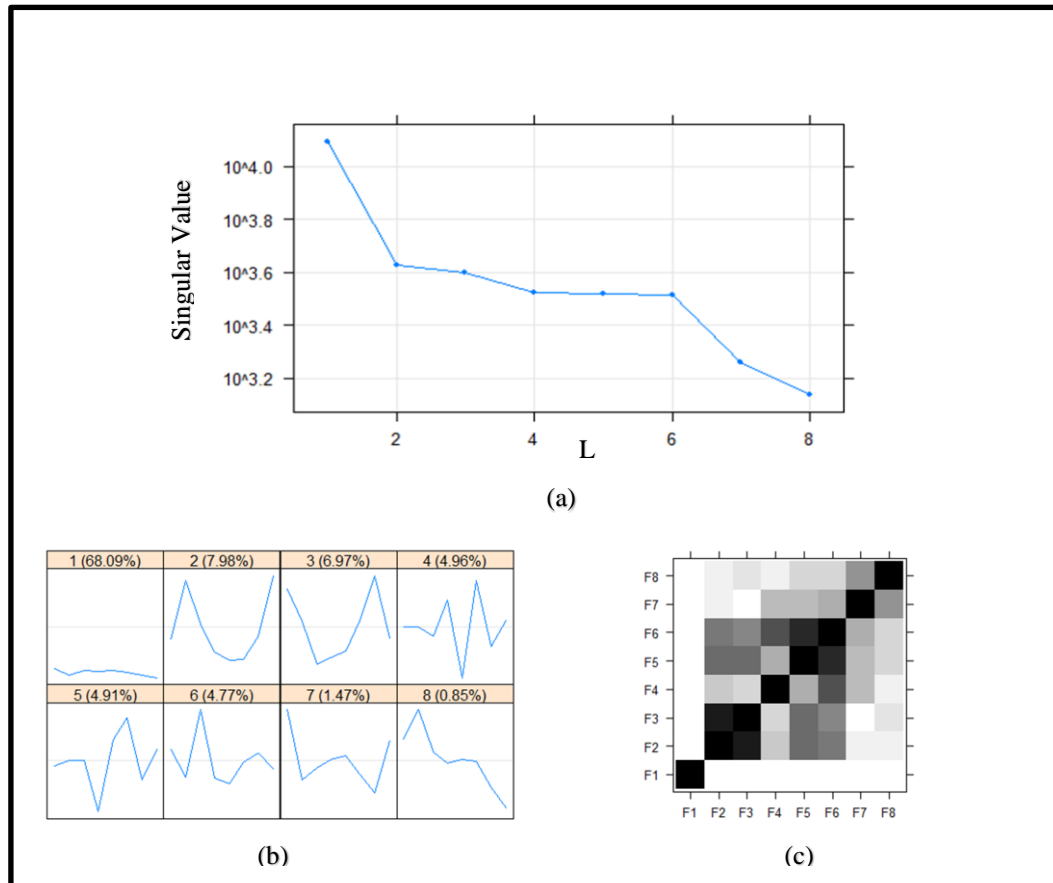 10^4.0
10^3.8
10^3.6
10^3.4
10^3.2
Singular Value
2 4 6 8
L
(a)
1 (68.09%) 2 (7.98%) 3 (6.97%) 4 (4.96%)
5 (4.91%) 6 (4.77%) 7 (1.47%) 8 (0.85%)
(b)
F8
F7
F6
F5
F4
F3
F2
F1
F1 F2 F3 F4 F5 F6 F7 F8
(c)